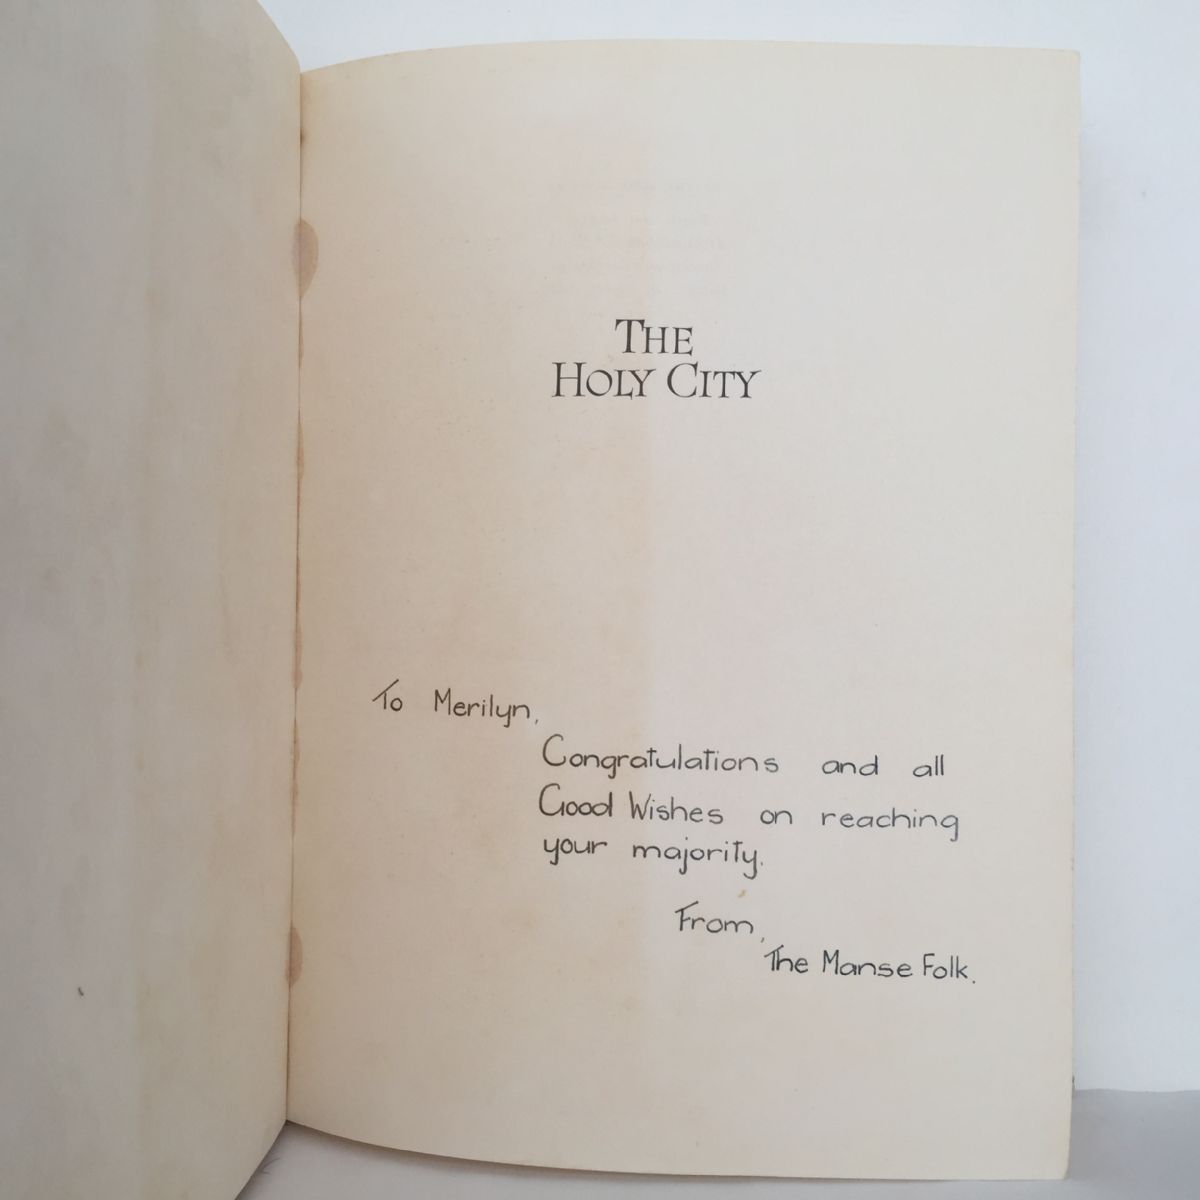 THE
HOLY CITY
To Merilyn,
Congratulations and all
Good Wishes on reaching
your majority.
From,
The Manse Folk.